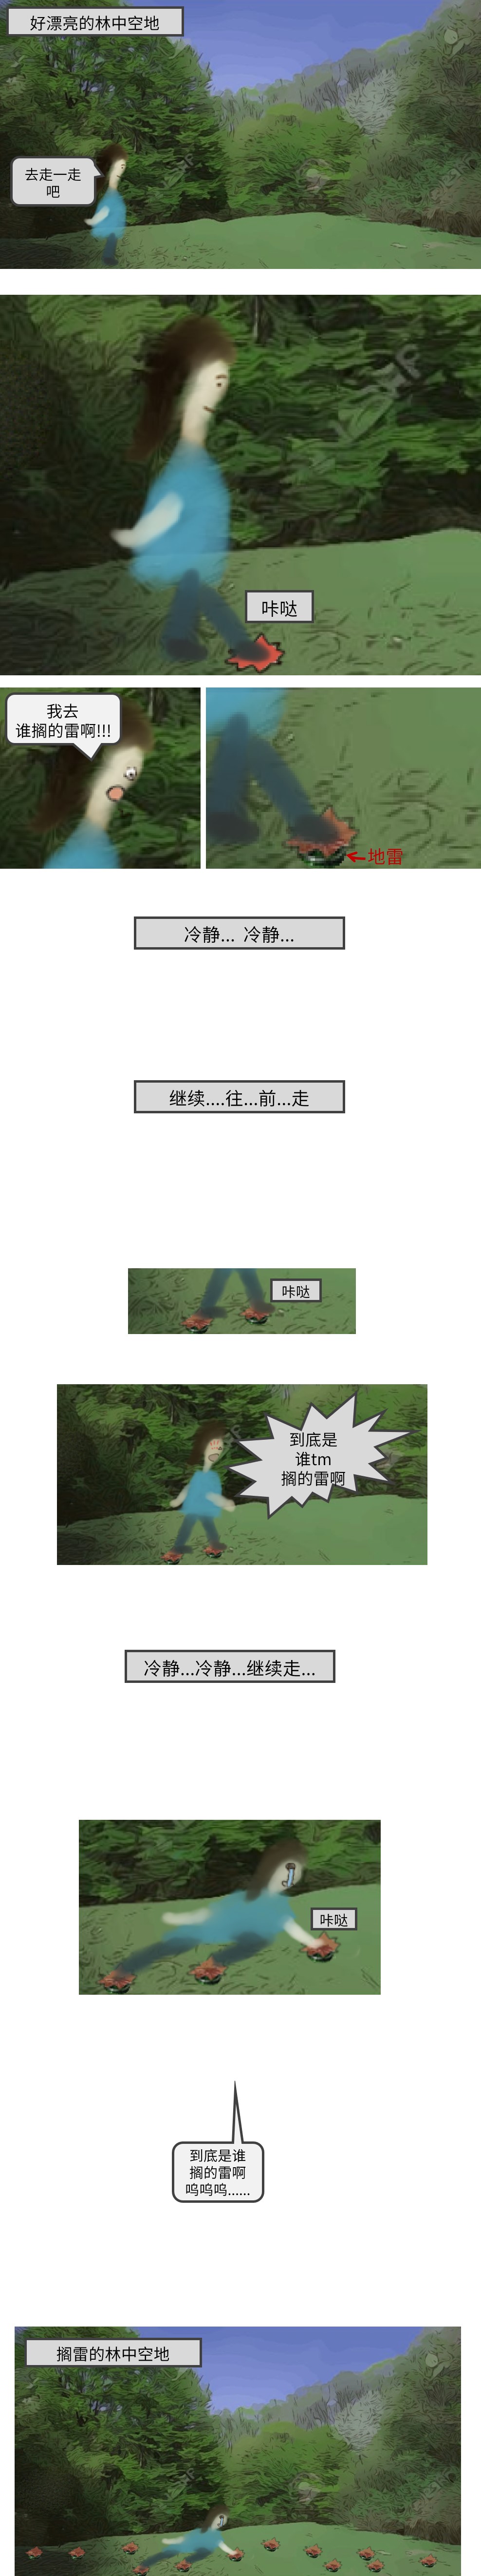 好漂亮的林中空地
去走一走
吧
咔哒
我去
谁搁的雷啊!!!
地雷
冷静... 冷静...
继续....往...前...走
咔哒
到底是
谁tm
搁的雷啊
冷静...冷静...继续走...
咔哒
到底是谁
搁的雷啊
呜呜呜......
搁雷的林中空地